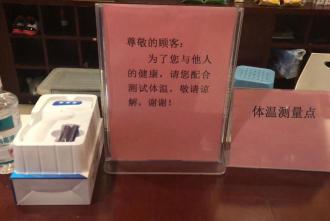 尊敬的顾客：
为了您与他人
的健康，请您配合
测试体温，敬请谅
解，谢谢！
体温测量点